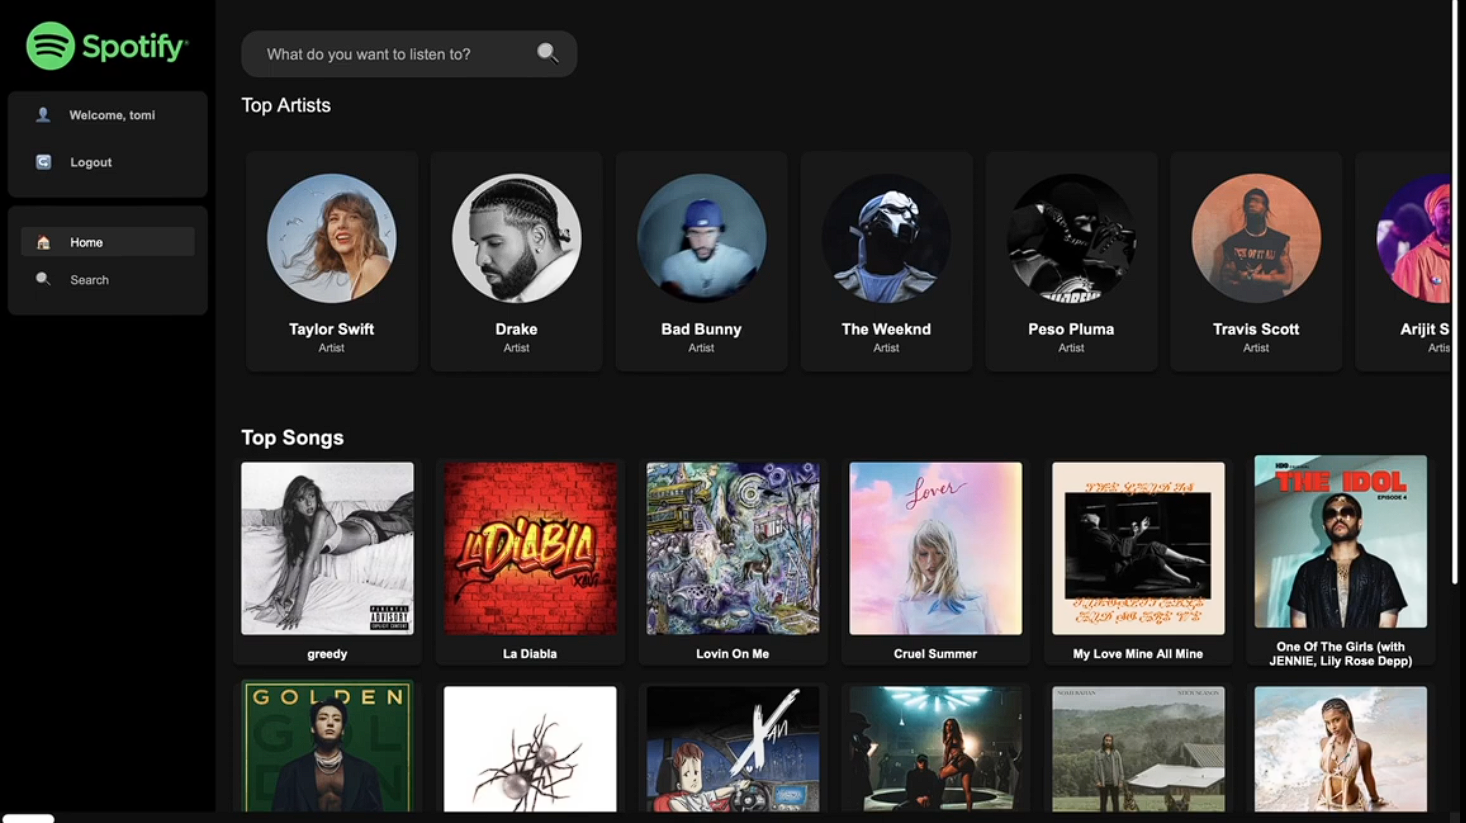 Spotify
What do you want to listen to?
Welcome, tomi
Logout
Home
Search
Top Artists
Taylor Swift
Artist
Drake
Artist
Bad Bunny
Artist
The Weeknd
Artist
Peso Pluma
Artist
Travis Scott
Artist
Arijit S
Artis
Top Songs
PARENTAL
ADVISORY
EXPLICIT CONTENT
greedy
LA DiABLA
XAVI
La Diabla
Lovin On Me
Lover
Cruel Summer
My Love Mine All Mine
HBO
THE IDOL
EPISODE 4
One Of The Girls (with
JENNIE, Lily Rose Depp)
GOLDEN
NOAH KAHAN
STICK SEASON